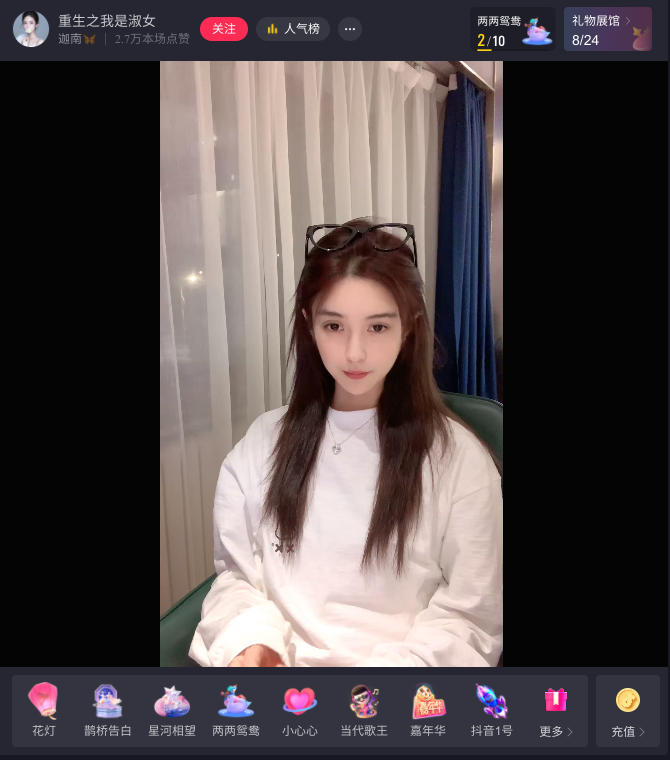 重生之我是淑女
迦南
2.7万本场点赞
关注
人气榜
两两鸳鸯
2/10
礼物展馆
8/24
花灯
鹊桥告白
星河相望
两两鸳鸯
小心心
当代歌王
嘉年华
抖音1号
更多
充值